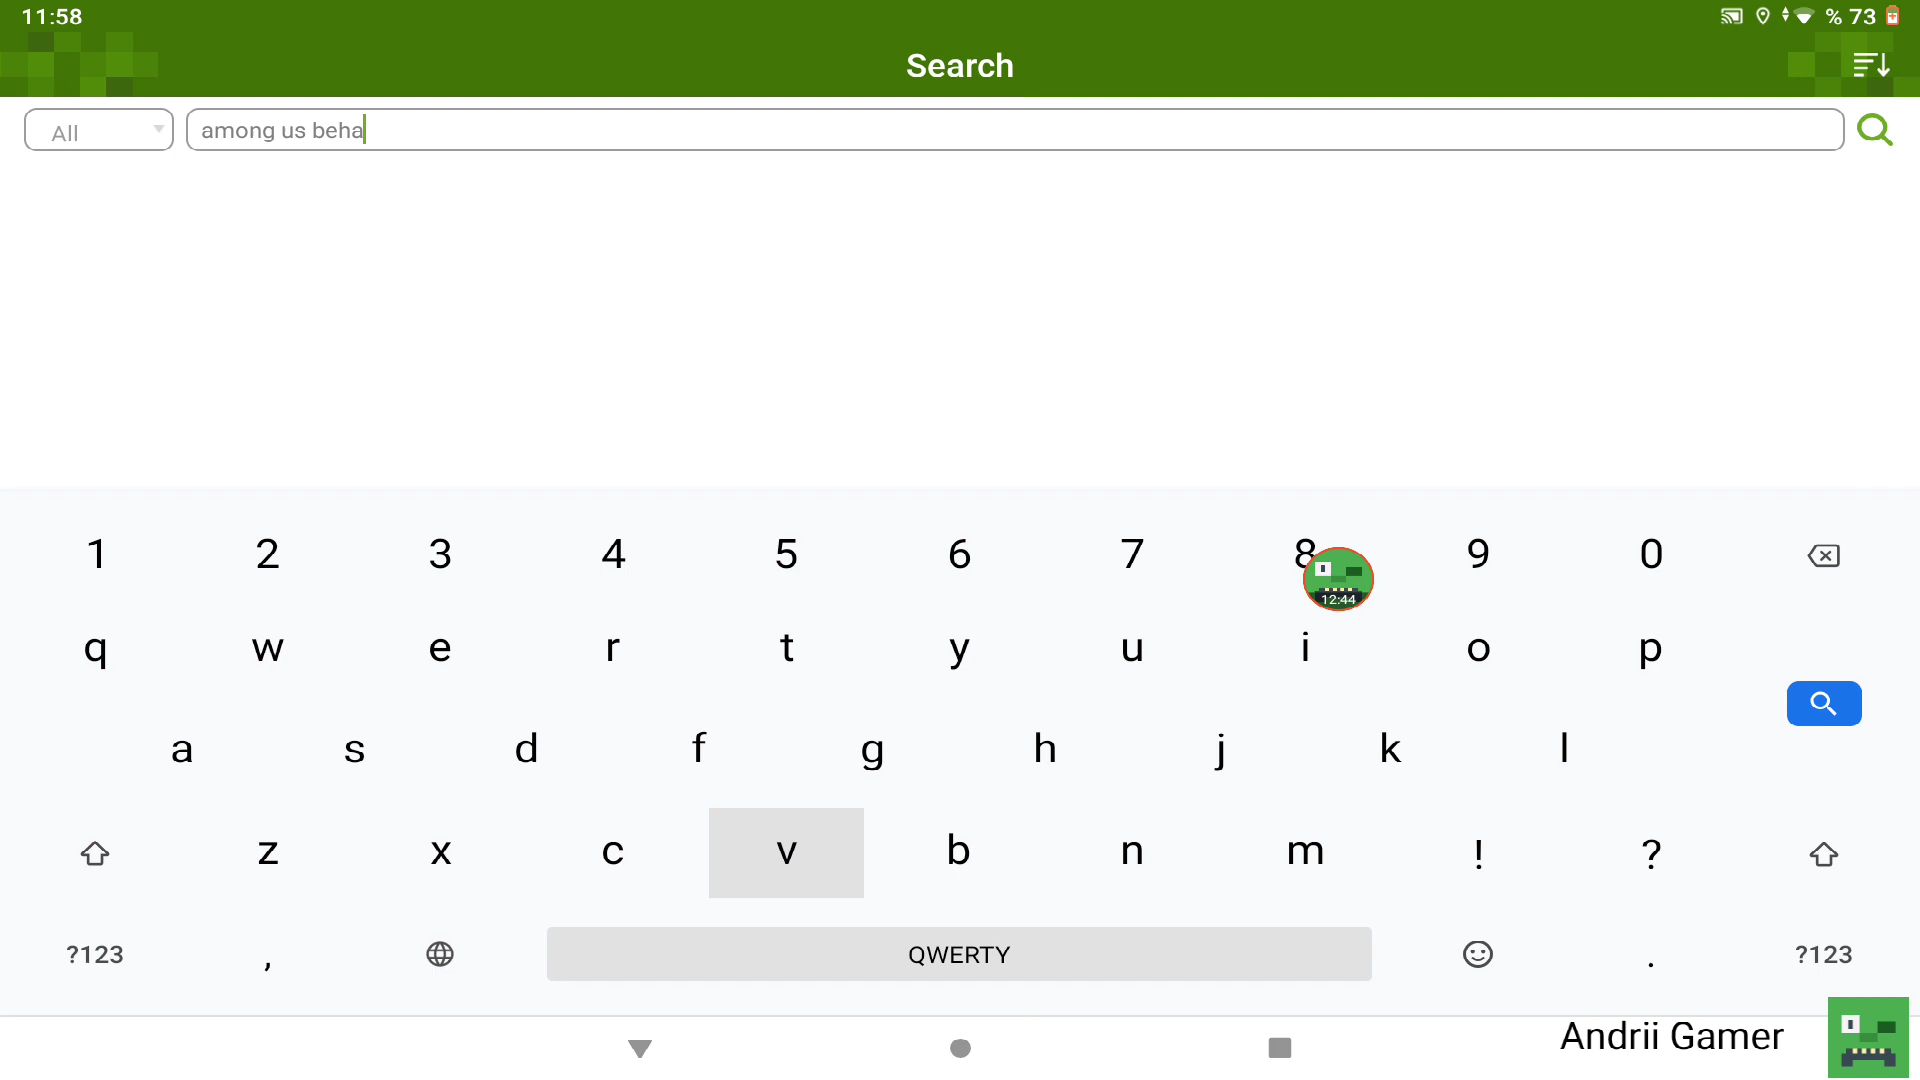 11:58
% 73
Search
All
among us beha
1 2 3 4 5 6 7 8 9 0
12:44
q w e r t y u i o p
a s d f g h j k l
z x c v b n m ! ?
?123 , QWERTY . ?123
Andrii Gamer